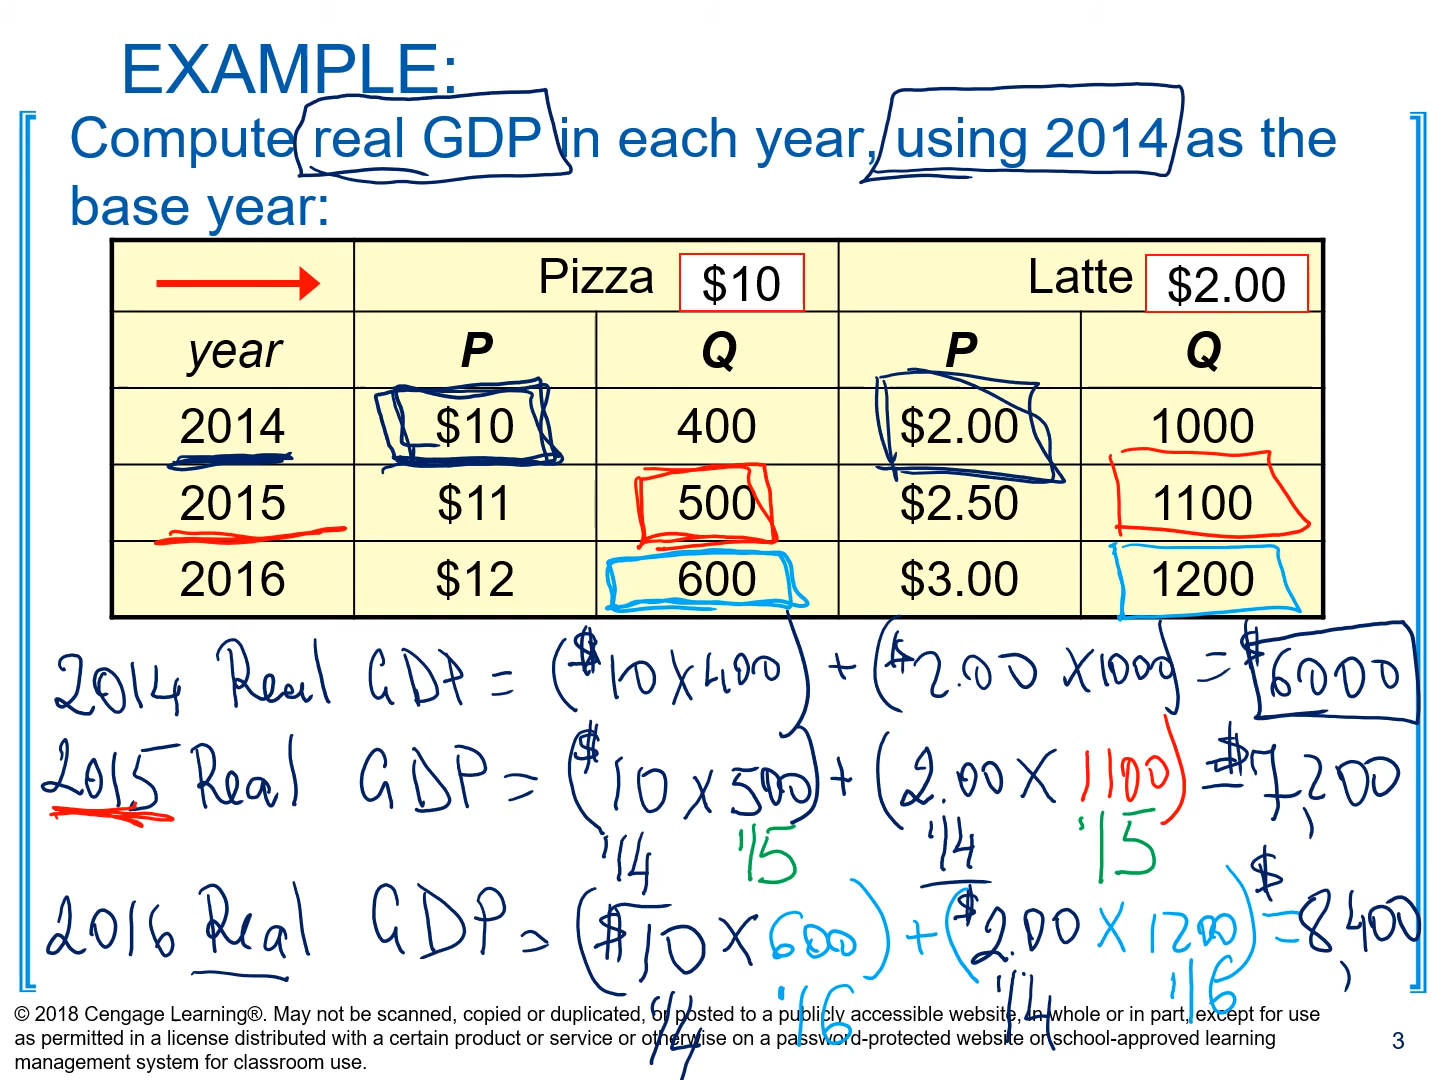 EXAMPLE:
Compute real GDP in each year, using 2014 as the
base year:
Pizza $10 Latte $2.00
year P Q P Q
2014 $10 400 $2.00 1000
2015 $11 500 $2.50 1100
2016 $12 600 $3.00 1200
2014 Real GDP = ($10 x 400) + ($2.00 x 1000) = $6000
2015 Real GDP = ($10 x 500) + (2.00 x 1100) = $7,200
'14 '15 '14 '15
2016 Real GDP = ($10 x 600) + ($2.00 x 1200) = $8,400
'14 '16 '14 '16
© 2018 Cengage Learning®. May not be scanned, copied or duplicated, or posted to a publicly accessible website, in whole or in part, except for use
as permitted in a license distributed with a certain product or service or otherwise on a password-protected website or school-approved learning
management system for classroom use.
3